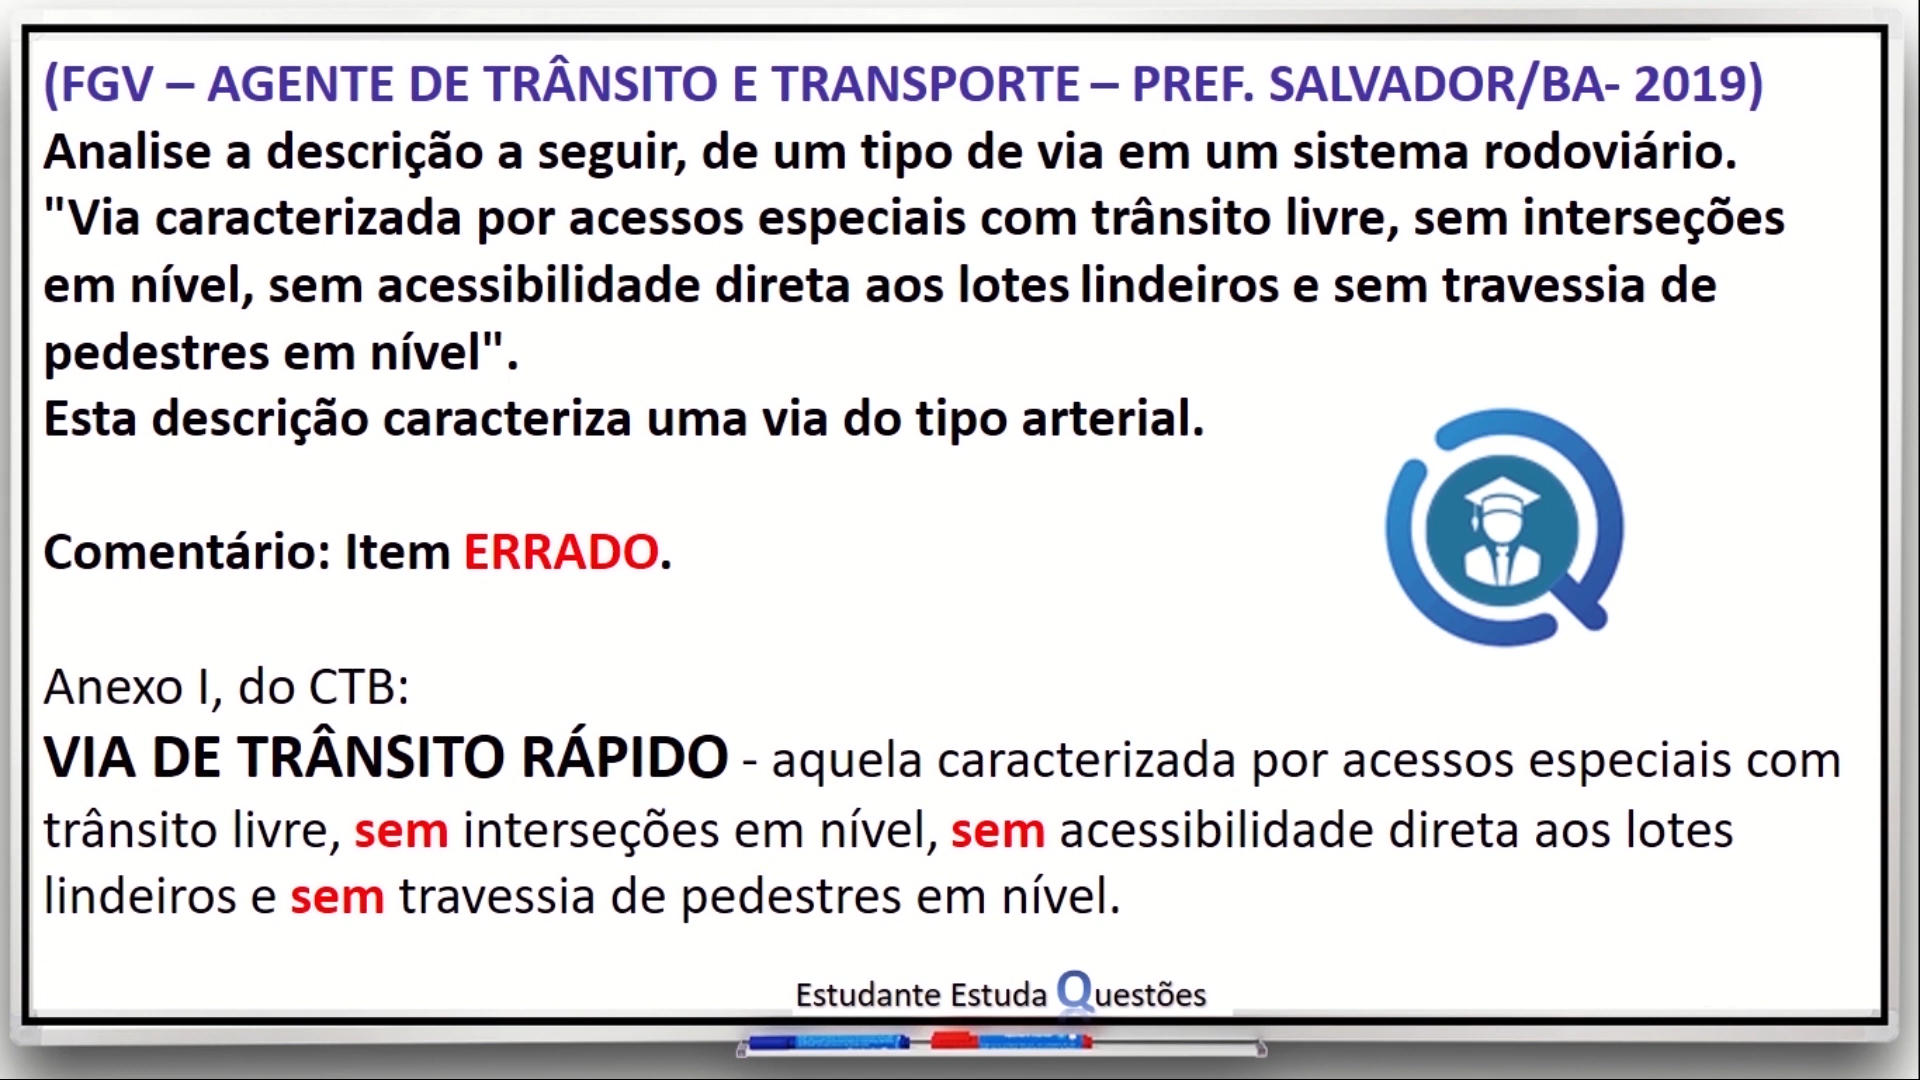 (FGV – AGENTE DE TRÂNSITO E TRANSPORTE – PREF. SALVADOR/BA- 2019)
Analise a descrição a seguir, de um tipo de via em um sistema rodoviário.
"Via caracterizada por acessos especiais com trânsito livre, sem interseções
em nível, sem acessibilidade direta aos lotes lindeiros e sem travessia de
pedestres em nível".
Esta descrição caracteriza uma via do tipo arterial.
Comentário: Item ERRADO.
Anexo I, do CTB:
VIA DE TRÂNSITO RÁPIDO - aquela caracterizada por acessos especiais com
trânsito livre, sem interseções em nível, sem acessibilidade direta aos lotes
lindeiros e sem travessia de pedestres em nível.
Estudante Estuda Questões